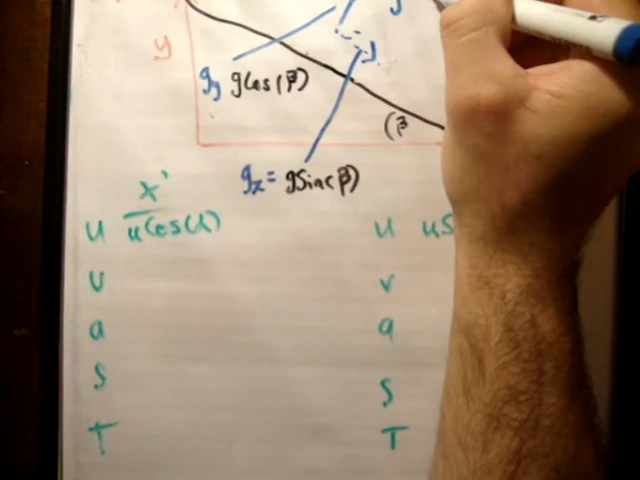 y
g
gy gCos(β)
(β
gx = gSin(β)
x'
u uCos(α)
u uS
v
v
a
a
s
s
T
T